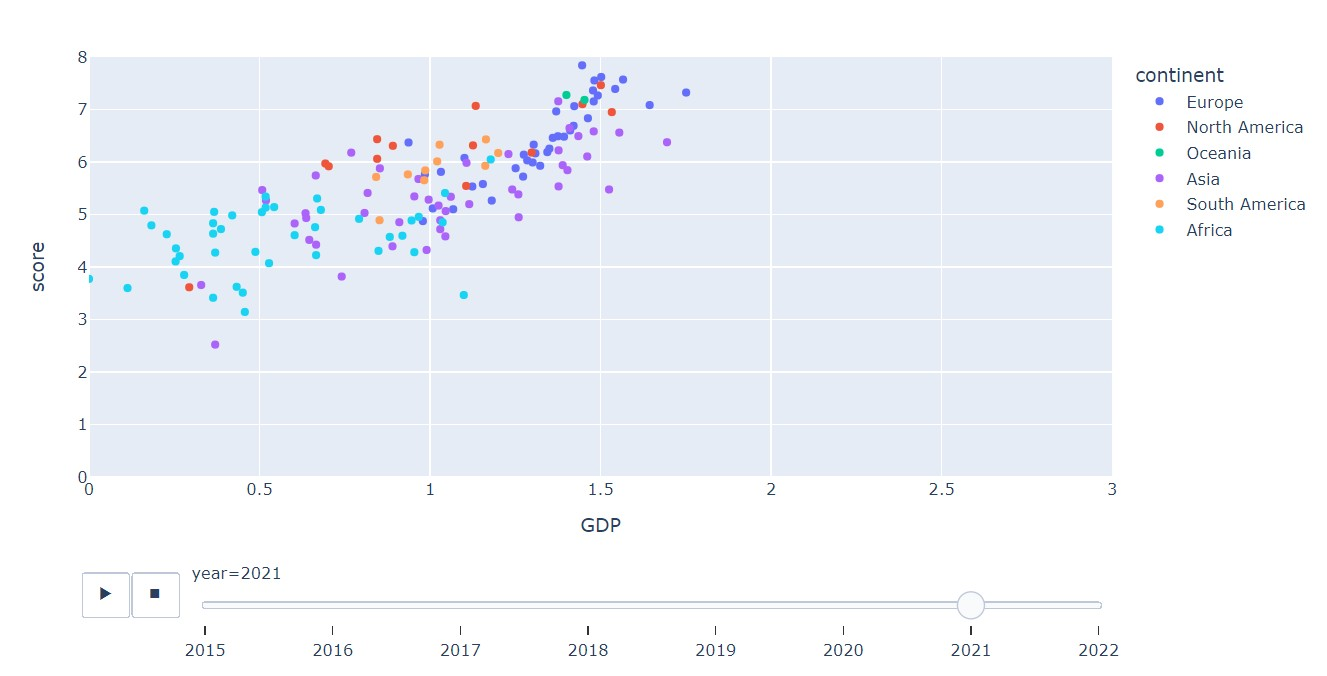 8
7
6
5
4
3
2
1
0
score
0 0.5 1 1.5 2 2.5 3
GDP
continent
Europe
North America
Oceania
Asia
South America
Africa
year=2021
2015 2016 2017 2018 2019 2020 2021 2022